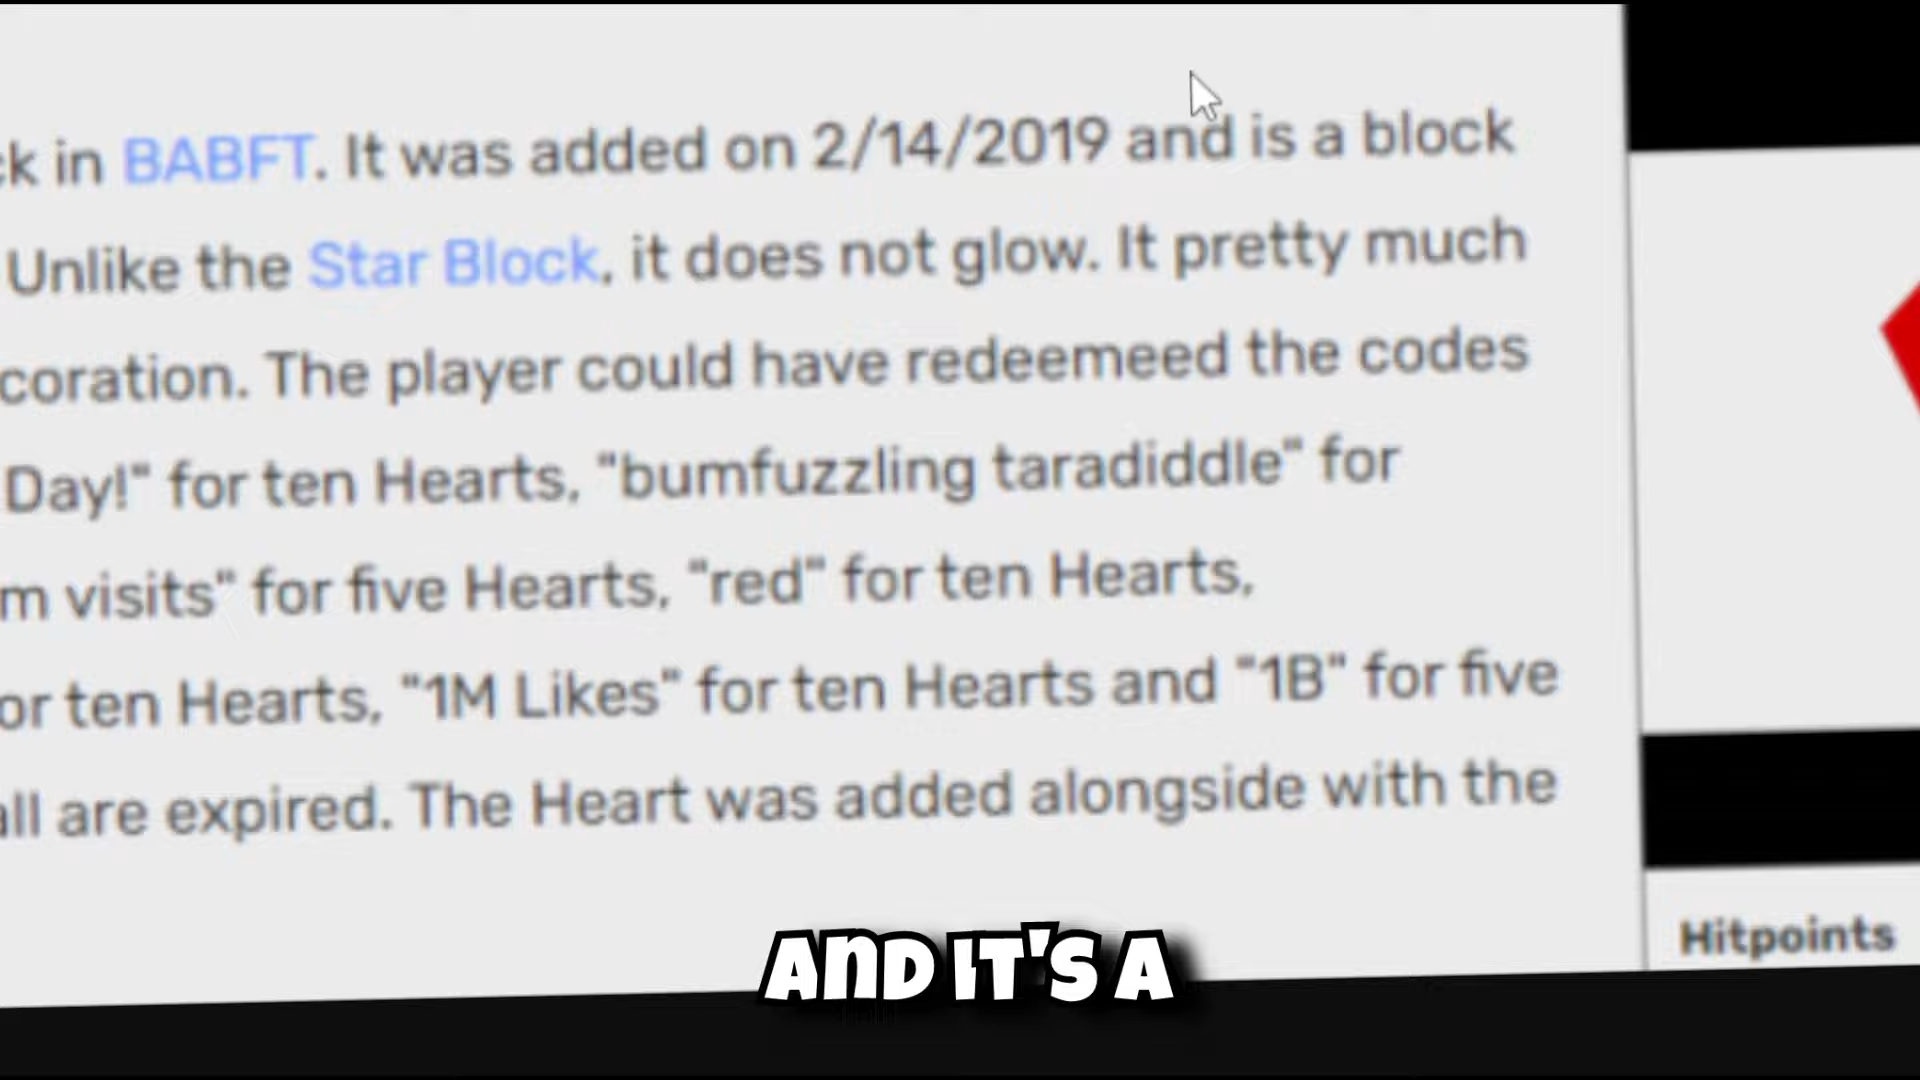 ck in BABFT. It was added on 2/14/2019 and is a block
Unlike the Star Block, it does not glow. It pretty much
coration. The player could have redeemeed the codes
Day!" for ten Hearts, "bumfuzzling taradiddle" for
m visits" for five Hearts, "red" for ten Hearts,
or ten Hearts, "1M Likes" for ten Hearts and "1B" for five
all are expired. The Heart was added alongside with the
Hitpoints
AND IT'S A